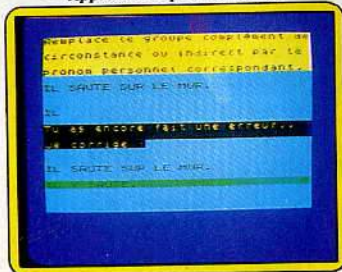 Remplace le groupe complément de
circonstance ou indirect par le
pronom personnel correspondant.
IL SAUTE SUR LE MUR.
IL
Tu as encore fait une erreur..
Je corrige..
IL SAUTE SUR LE MUR.
Y SAUTE.